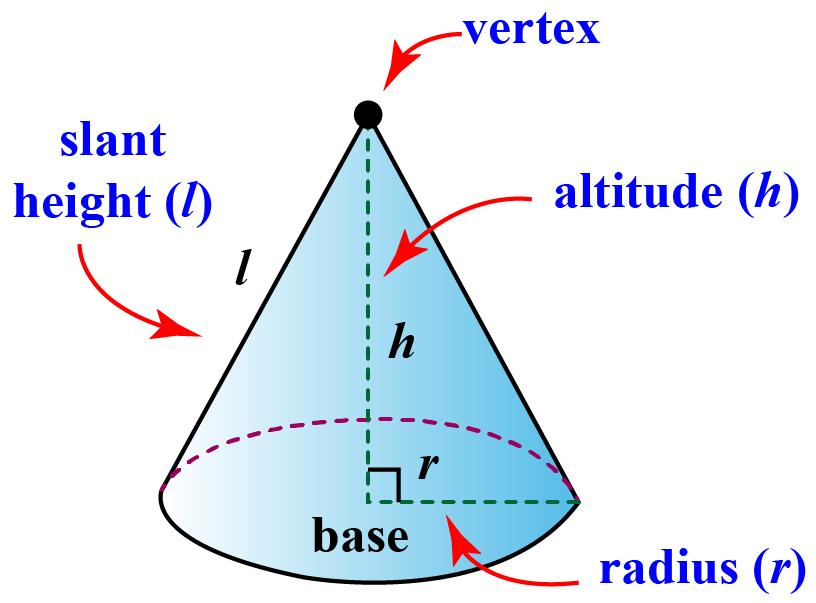 vertex
slant
height (l)
altitude (h)
l
h
r
base
radius (r)